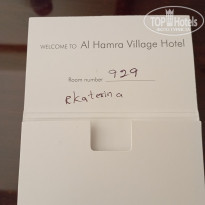 TOP HOTELS
WELCOME TO Al Hamra Village Hotel
Room number 929
Ekaterina